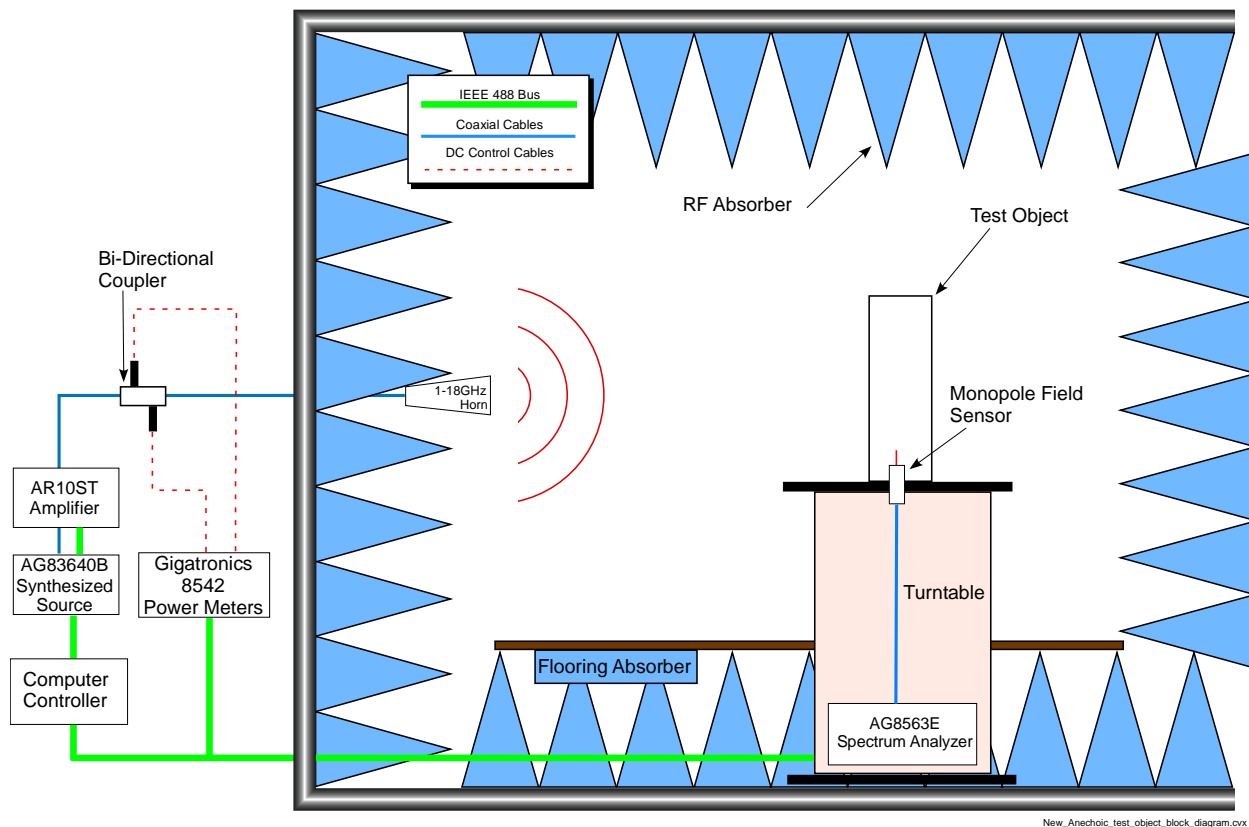 IEEE 488 Bus
Coaxial Cables
DC Control Cables
RF Absorber
Test Object
Bi-Directional
Coupler
1-18GHz
Horn
Monopole Field
Sensor
AR10ST
Amplifier
AG83640B
Synthesized
Source
Gigatronics
8542
Power Meters
Turntable
Flooring Absorber
Computer
Controller
AG8563E
Spectrum Analyzer
New_Anechoic_test_object_block_diagram.cvx